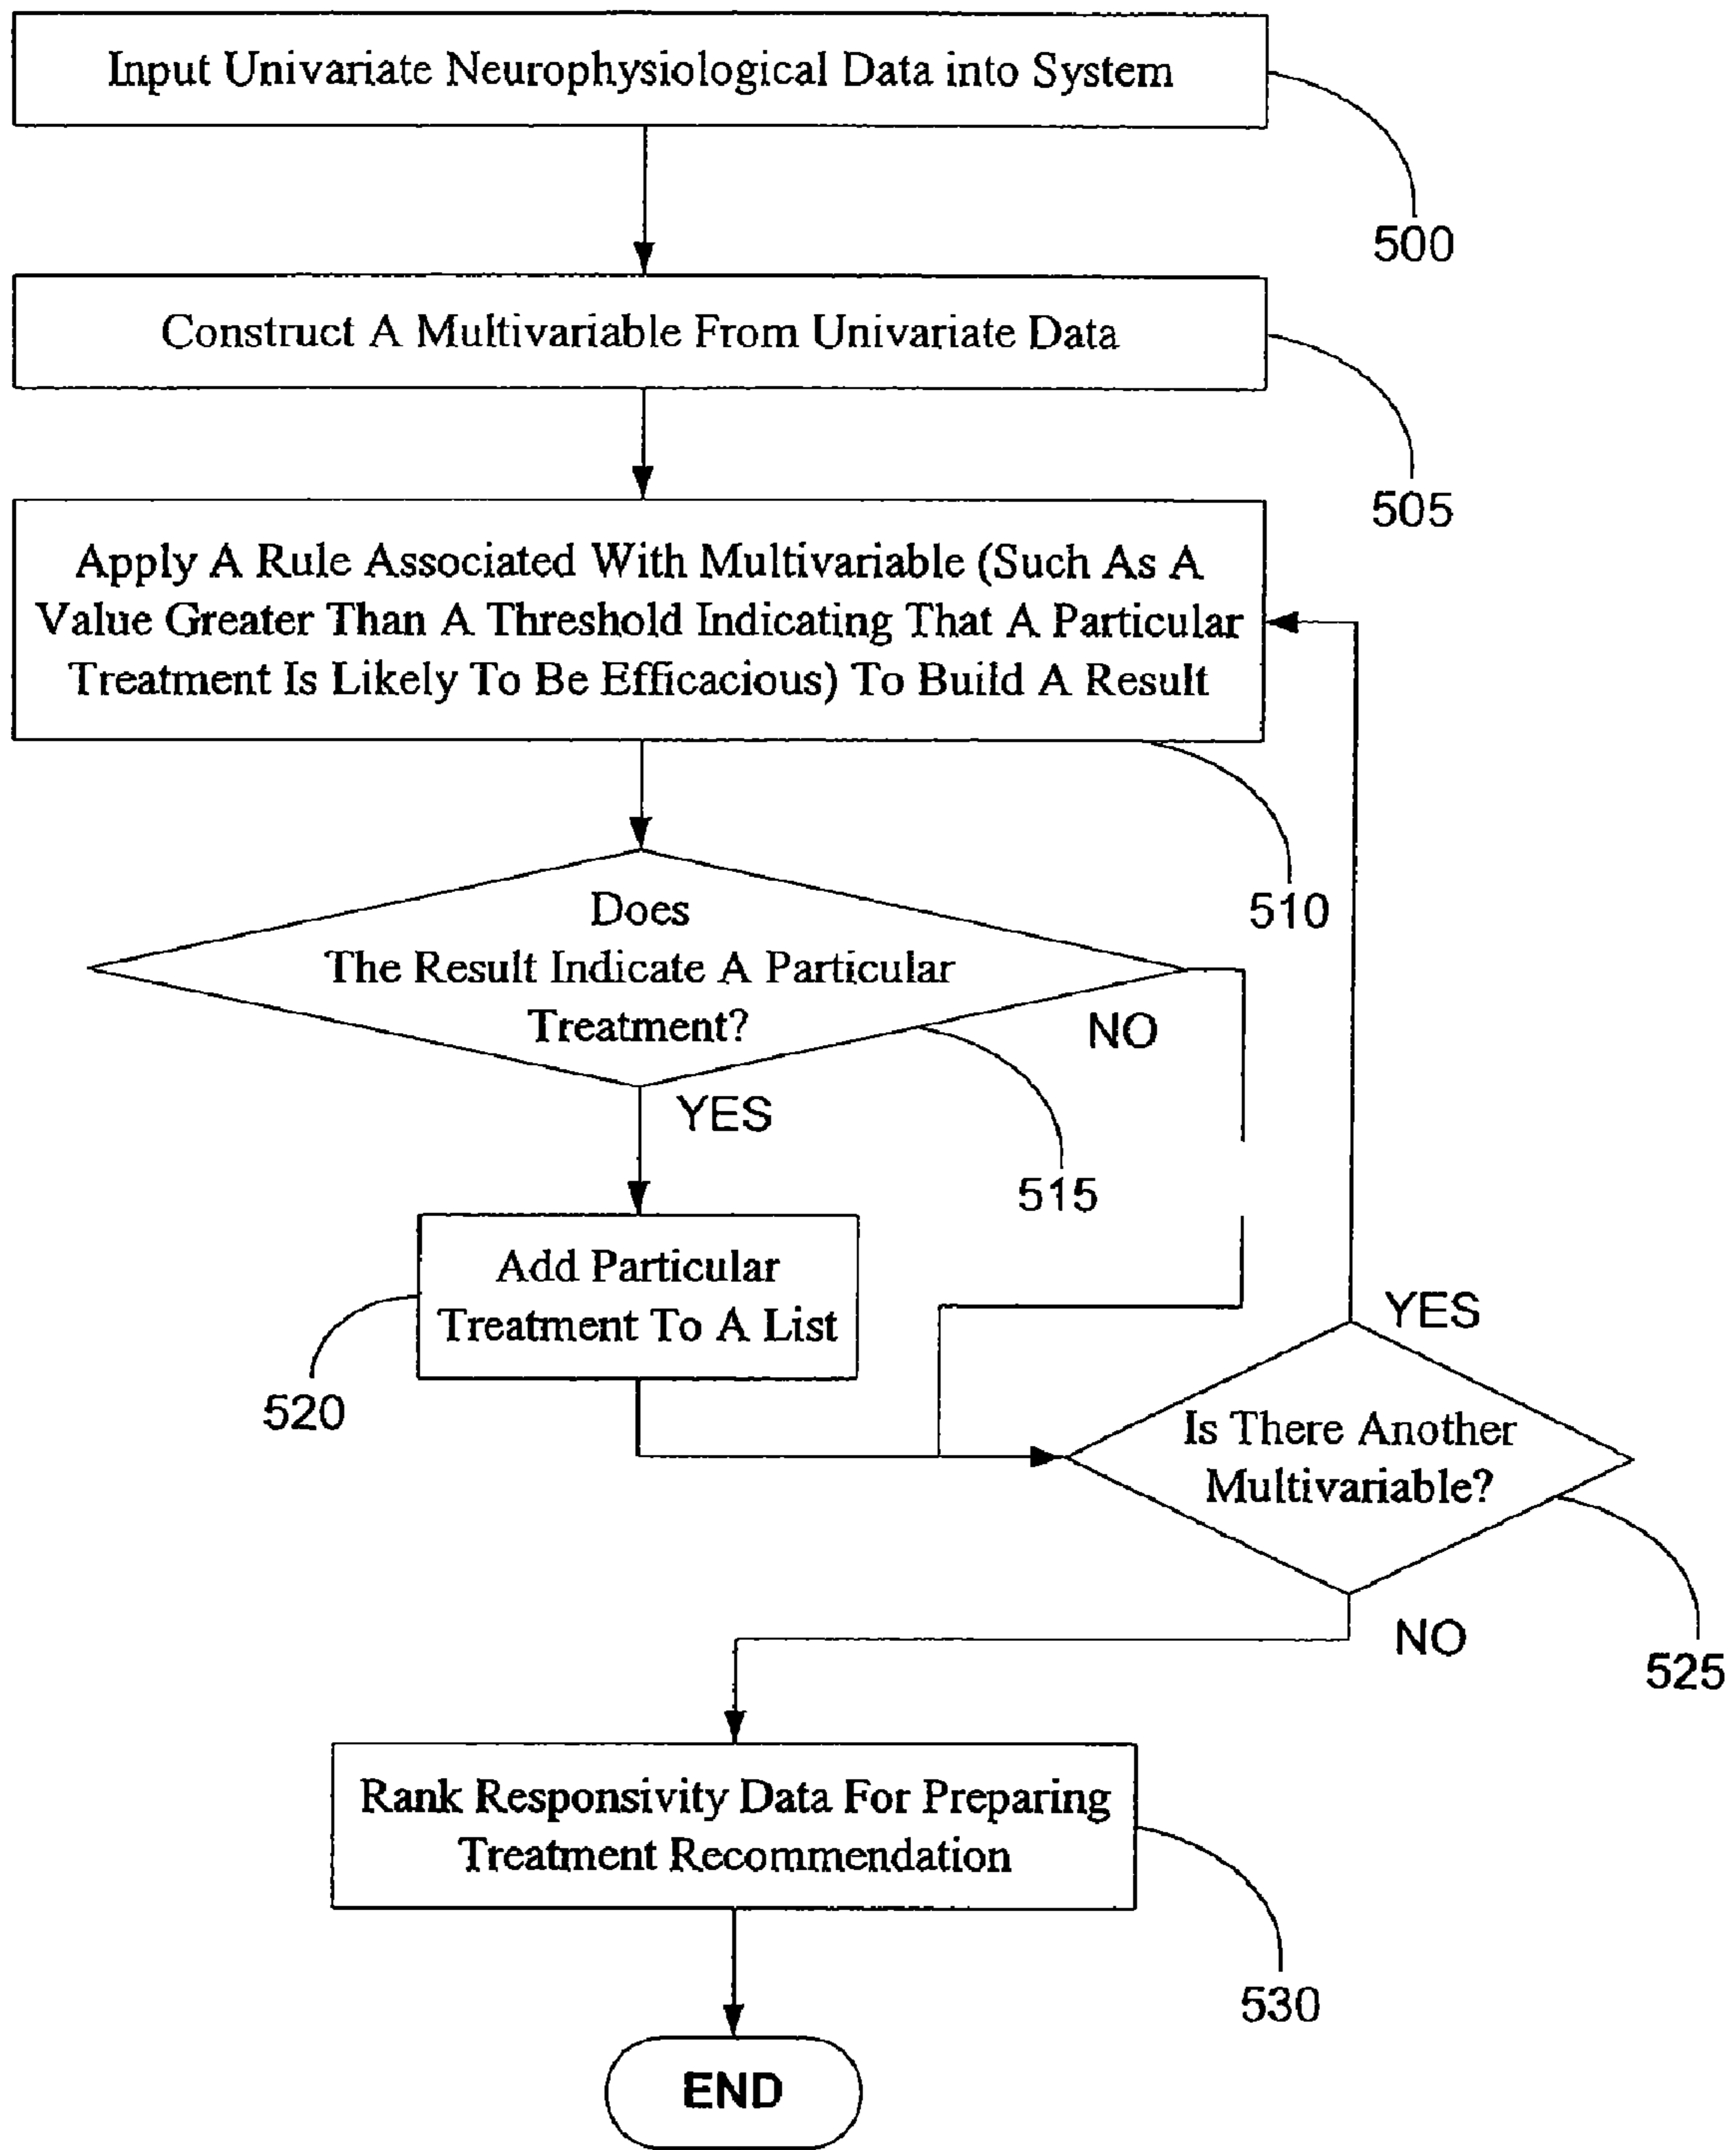 Input Univariate Neurophysiological Data into System
500
Construct A Multivariable From Univariate Data
505
Apply A Rule Associated With Multivariable (Such As A
Value Greater Than A Threshold Indicating That A Particular
Treatment Is Likely To Be Efficacious) To Build A Result
510
Does
The Result Indicate A Particular
Treatment?
NO
YES
515
Add Particular
Treatment To A List
520
YES
Is There Another
Multivariable?
NO
525
Rank Responsivity Data For Preparing
Treatment Recommendation
530
END